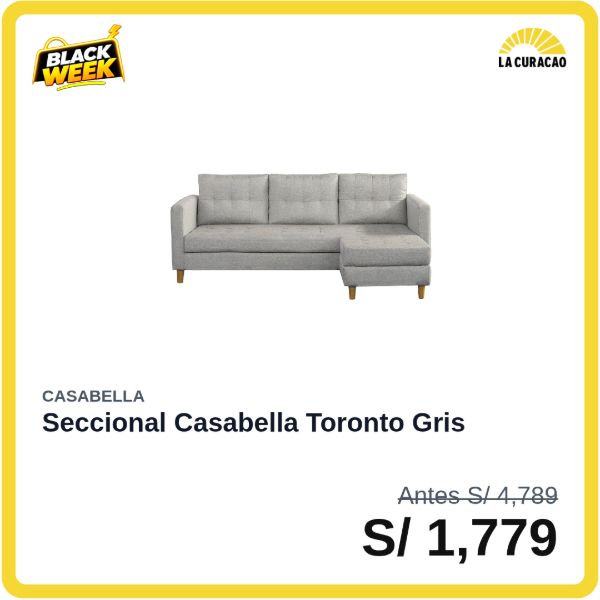 BLACK
WEEK
LA CURACAO
CASABELLA
Seccional Casabella Toronto Gris
Antes S/ 4,789
S/ 1,779